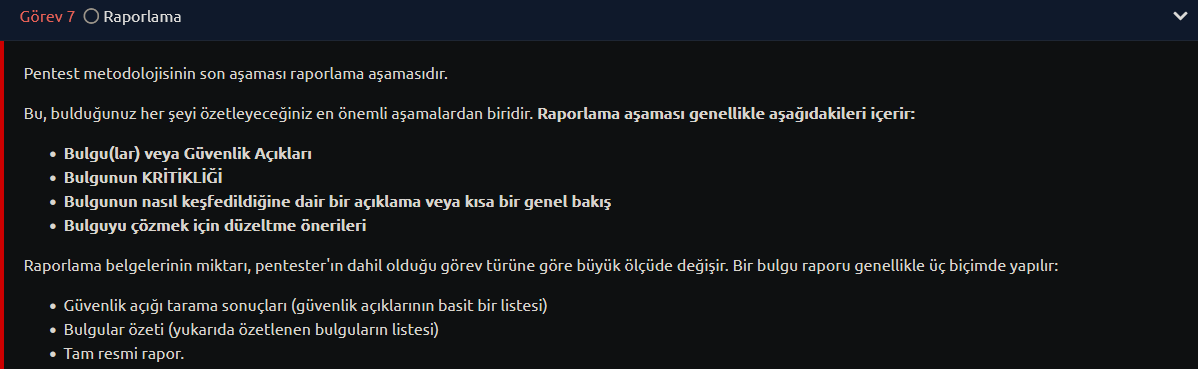 Görev 7 Raporlama
Pentest metodolojisinin son aşaması raporlama aşamasıdır.
Bu, bulduğunuz her şeyi özetleyeceğiniz en önemli aşamalardan biridir. Raporlama aşaması genellikle aşağıdakileri içerir:
• Bulgu(lar) veya Güvenlik Açıkları
• Bulgunun KRİTİKLİĞİ
• Bulgunun nasıl keşfedildiğine dair bir açıklama veya kısa bir genel bakış
• Bulguyu çözmek için düzeltme önerileri
Raporlama belgelerinin miktarı, pentester'ın dahil olduğu görev türüne göre büyük ölçüde değişir. Bir bulgu raporu genellikle üç biçimde yapılır:
• Güvenlik açığı tarama sonuçları (güvenlik açıklarının basit bir listesi)
• Bulgular özeti (yukarıda özetlenen bulguların listesi)
• Tam resmi rapor.